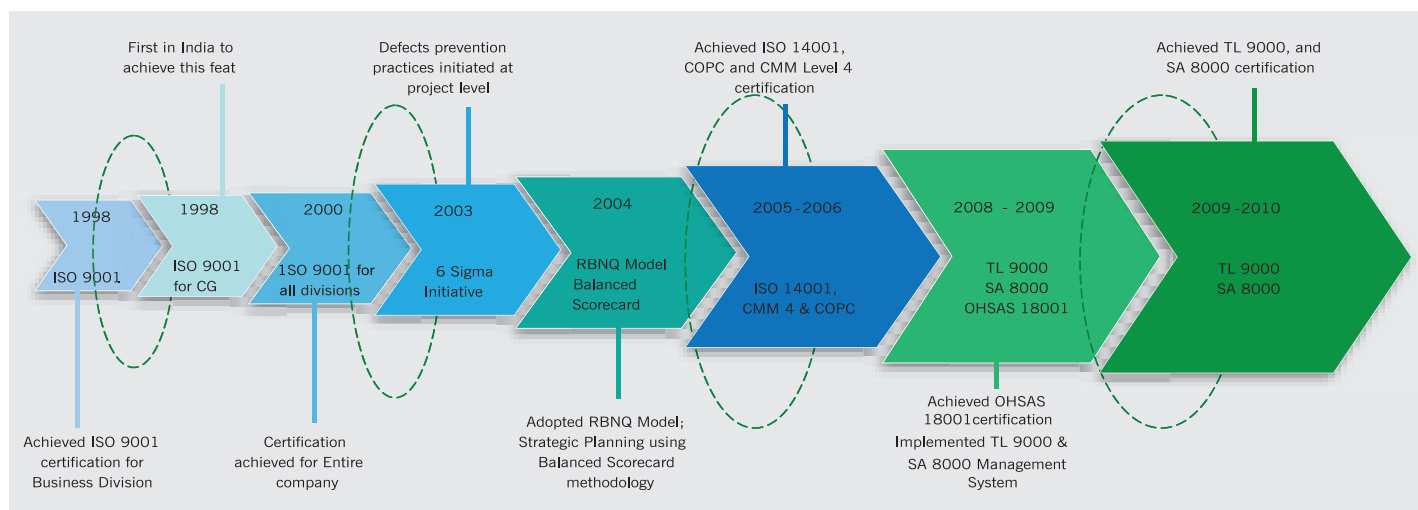 First in India to
achieve this feat
Defects prevention
practices initiated at
project level
Achieved ISO 14001,
COPC and CMM Level 4
certification
Achieved TL 9000, and
SA 8000 certification
1998
ISO 9001
1998
ISO 9001
for CG
2000
1SO 9001 for
all divisions
2003
6 Sigma
Initiative
2004
RBNQ Model
Balanced
Scorecard
2005-2006
ISO 14001,
CMM 4 & COPC
2008 - 2009
TL 9000
SA 8000
OHSAS 18001
2009-2010
TL 9000
SA 8000
Achieved ISO 9001
certification for
Business Division
Certification
achieved for Entire
company
Adopted RBNQ Model;
Strategic Planning using
Balanced Scorecard
methodology
Achieved OHSAS
18001certification
Implemented TL 9000 &
SA 8000 Management
System